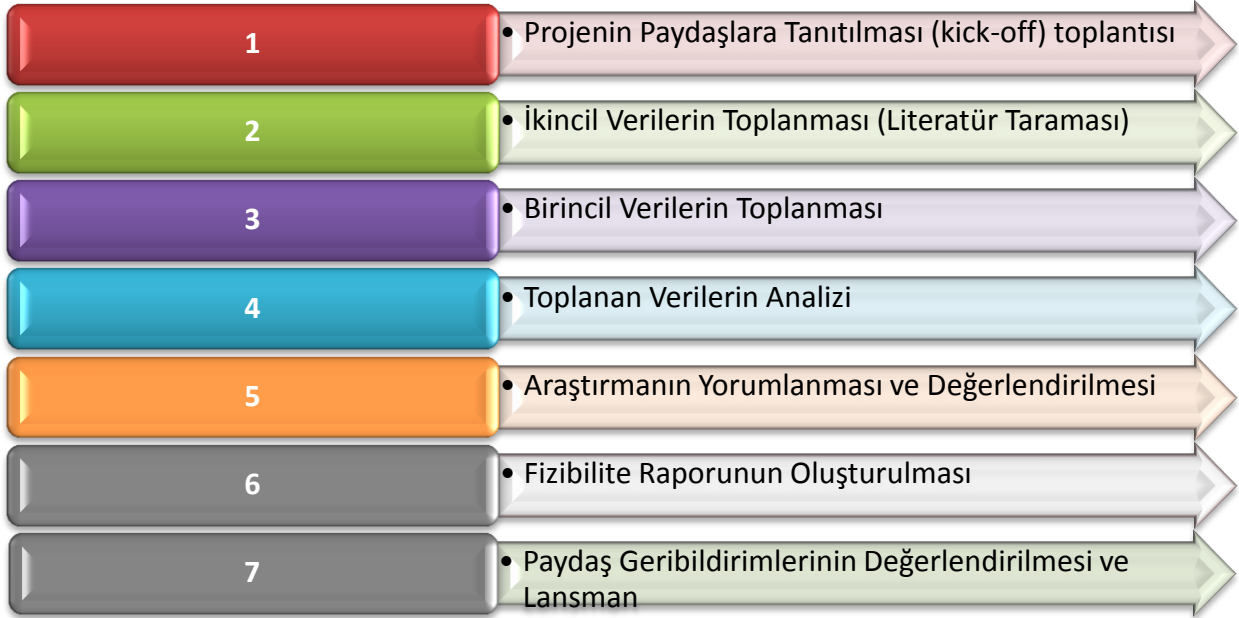 1
• Projenin Paydaşlara Tanıtılması (kick-off) toplantısı
2
• İkincil Verilerin Toplanması (Literatür Taraması)
3
• Birincil Verilerin Toplanması
4
• Toplanan Verilerin Analizi
5
• Araştırmanın Yorumlanması ve Değerlendirilmesi
6
• Fizibilite Raporunun Oluşturulması
7
• Paydaş Geribildirimlerinin Değerlendirilmesi ve
Lansman